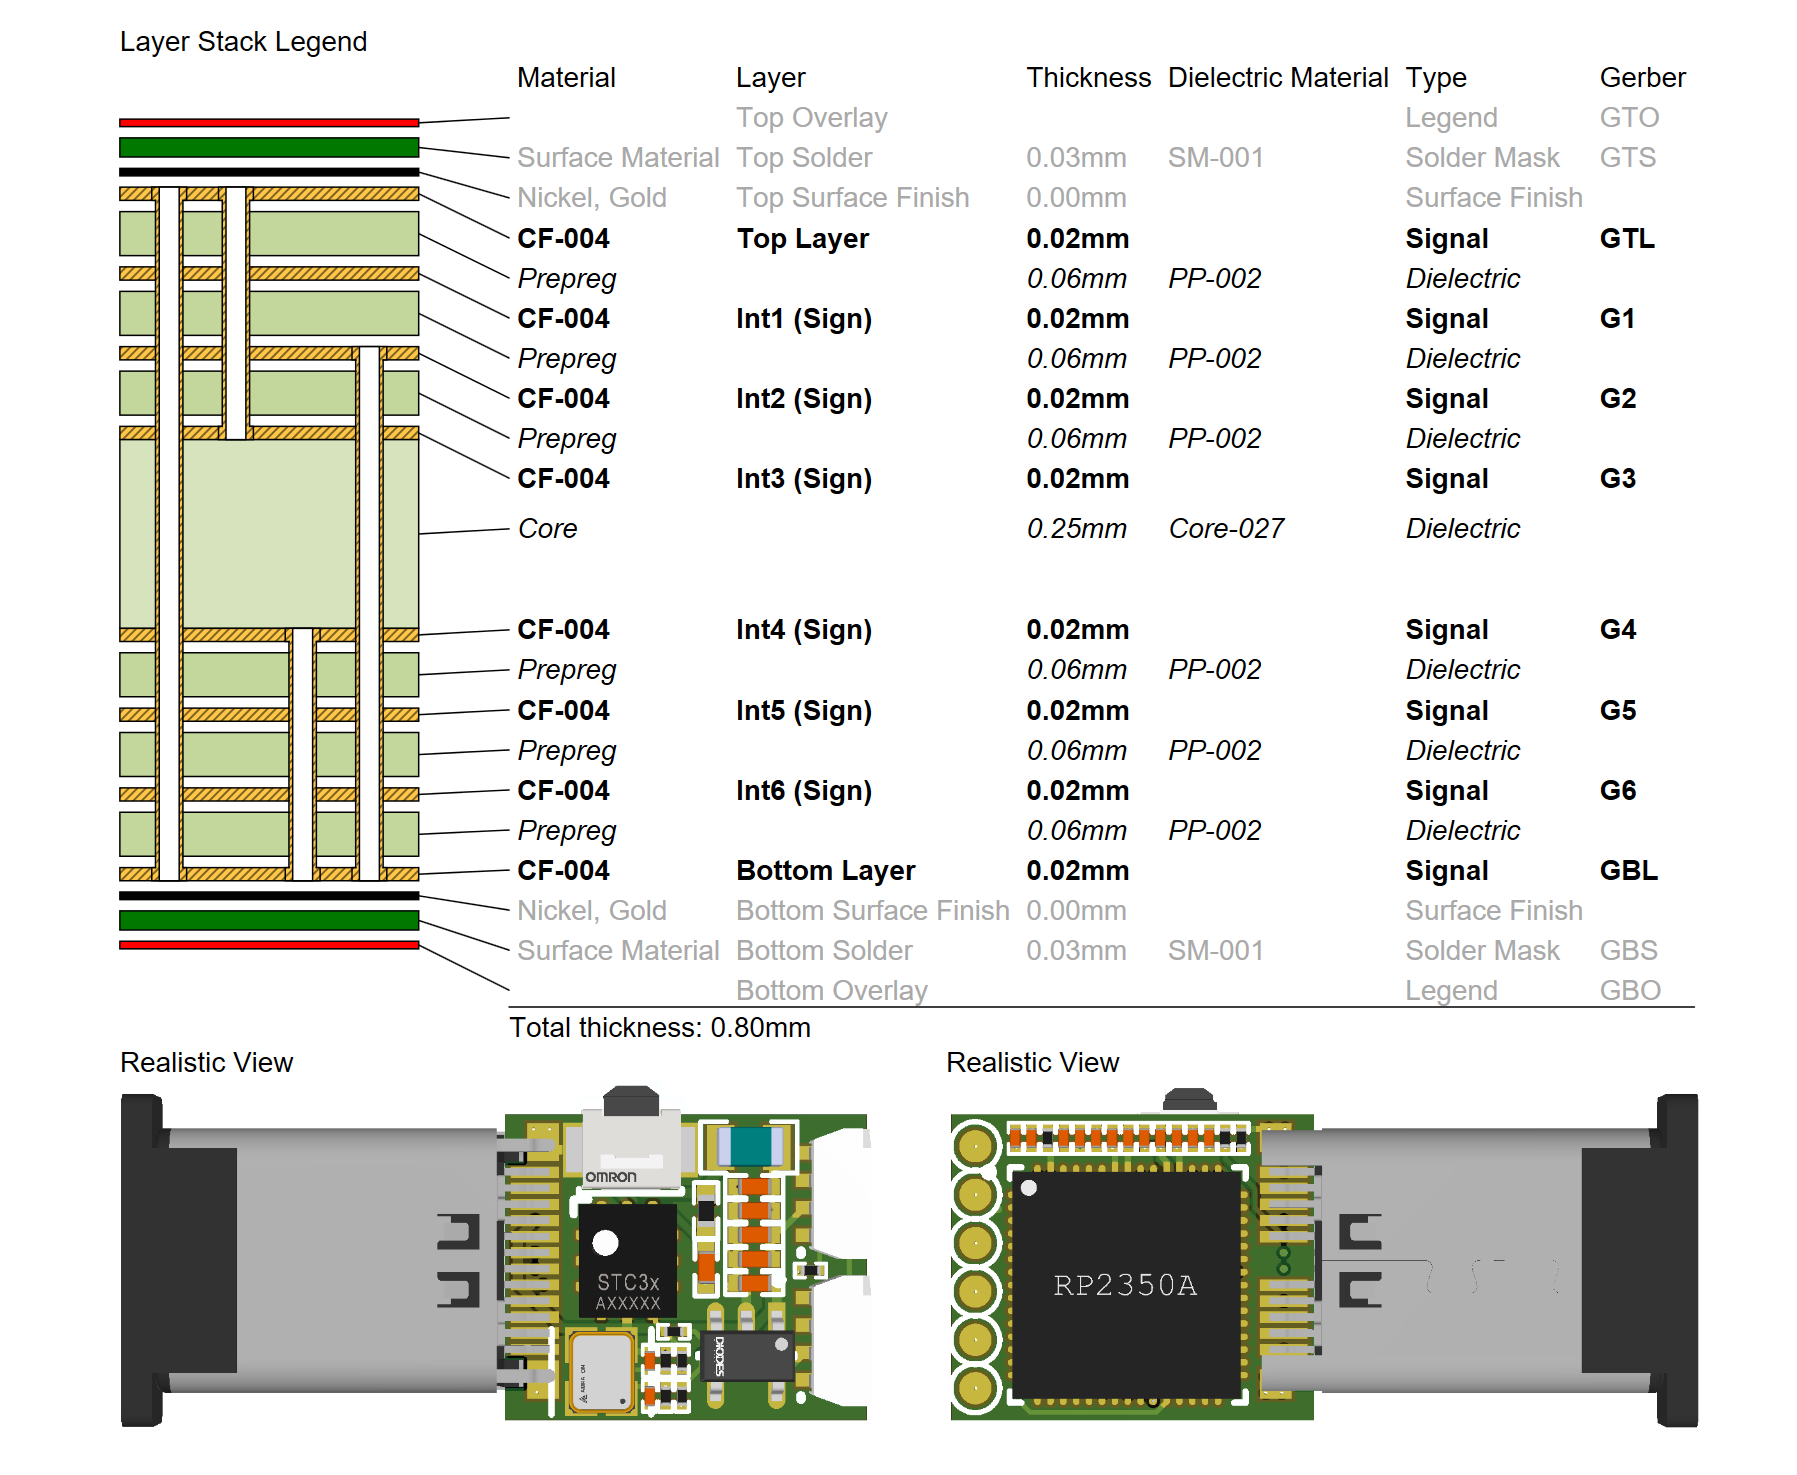 Layer Stack Legend
Material Layer Thickness Dielectric Material Type Gerber
Top Overlay Legend GTO
Surface Material Top Solder 0.03mm SM-001 Solder Mask GTS
Nickel, Gold Top Surface Finish 0.00mm Surface Finish
CF-004 Top Layer 0.02mm Signal GTL
Prepreg 0.06mm PP-002 Dielectric
CF-004 Int1 (Sign) 0.02mm Signal G1
Prepreg 0.06mm PP-002 Dielectric
CF-004 Int2 (Sign) 0.02mm Signal G2
Prepreg 0.06mm PP-002 Dielectric
CF-004 Int3 (Sign) 0.02mm Signal G3
Core 0.25mm Core-027 Dielectric
CF-004 Int4 (Sign) 0.02mm Signal G4
Prepreg 0.06mm PP-002 Dielectric
CF-004 Int5 (Sign) 0.02mm Signal G5
Prepreg 0.06mm PP-002 Dielectric
CF-004 Int6 (Sign) 0.02mm Signal G6
Prepreg 0.06mm PP-002 Dielectric
CF-004 Bottom Layer 0.02mm Signal GBL
Nickel, Gold Bottom Surface Finish 0.00mm Surface Finish
Surface Material Bottom Solder 0.03mm SM-001 Solder Mask GBS
Bottom Overlay Legend GBO
Total thickness: 0.80mm
Realistic View
Realistic View
OMRON
STC3x
AXXXXX
DIODES
RP2350A